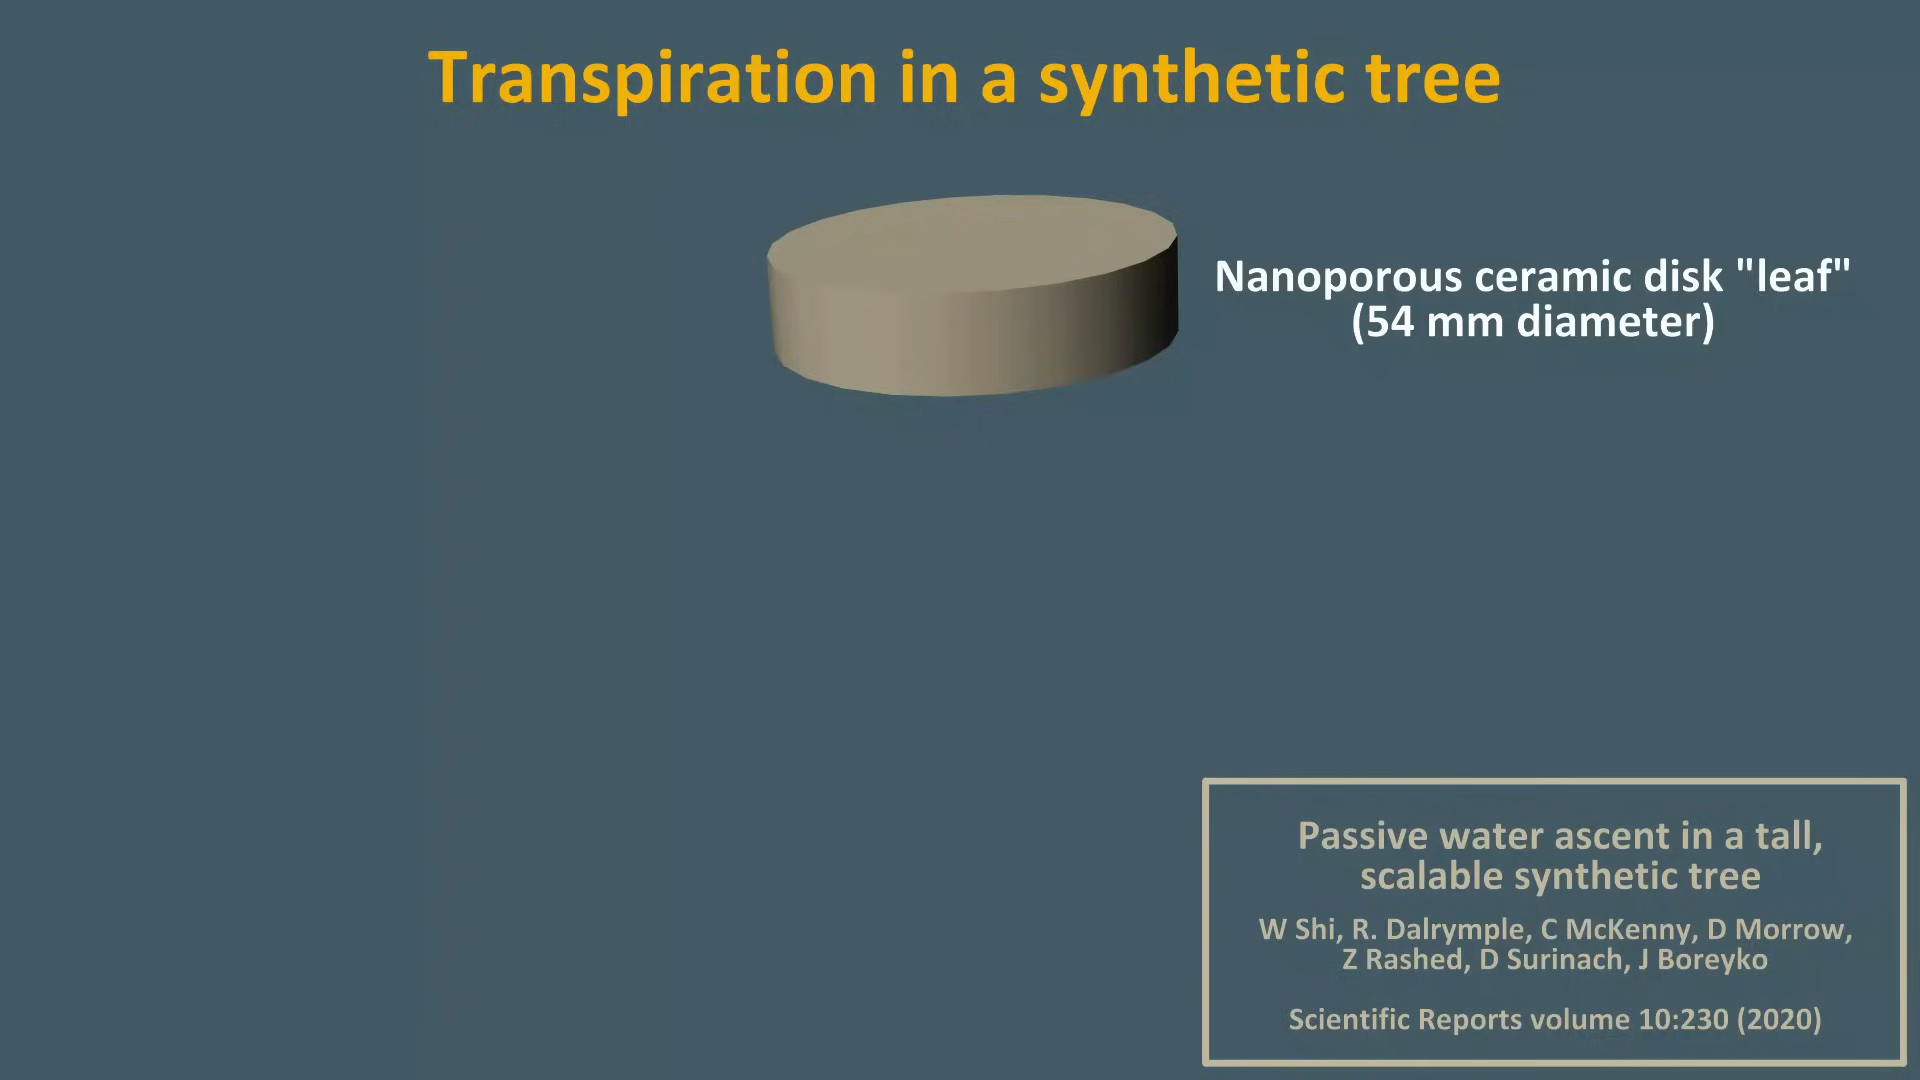 Transpiration in a synthetic tree
Nanoporous ceramic disk "leaf"
(54 mm diameter)
Passive water ascent in a tall,
scalable synthetic tree
W Shi, R. Dalrymple, C McKenny, D Morrow,
Z Rashed, D Surinach, J Boreyko
Scientific Reports volume 10:230 (2020)